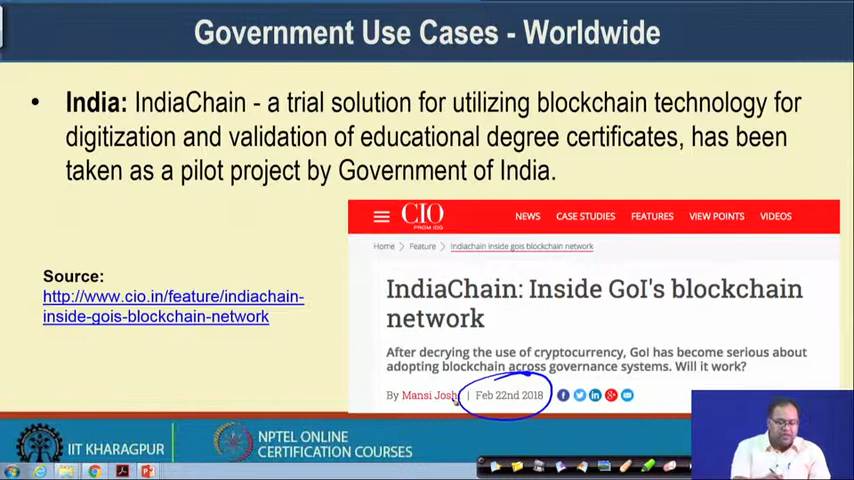 Government Use Cases - Worldwide
• India: IndiaChain - a trial solution for utilizing blockchain technology for
digitization and validation of educational degree certificates, has been
taken as a pilot project by Government of India.
CIO
FROM IDG
NEWS CASE STUDIES FEATURES VIEW POINTS VIDEOS
Home > Feature > Indiachain inside gois blockchain network
Source:
http://www.cio.in/feature/indiachain-
inside-gois-blockchain-network
IndiaChain: Inside GoI's blockchain
network
After decrying the use of cryptocurrency, GoI has become serious about
adopting blockchain across governance systems. Will it work?
By Mansi Josh | Feb 22nd 2018
IIT KHARAGPUR
NPTEL ONLINE
CERTIFICATION COURSES